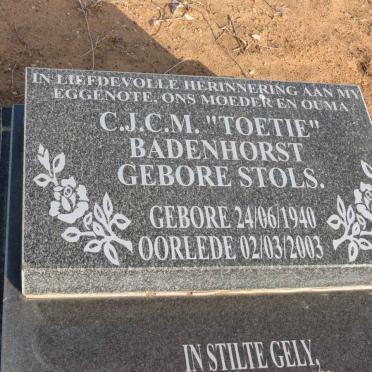 IN LIEFDEVOLLE HERINNERING AAN MY
EGGENOTE, ONS MOEDER EN OUMA
C.J.C.M. "TOETIE"
BADENHORST
GEBORE STOLS.
GEBORE 24/06/1940
OORLEDE 02/03/2003
IN STILTE GELY,